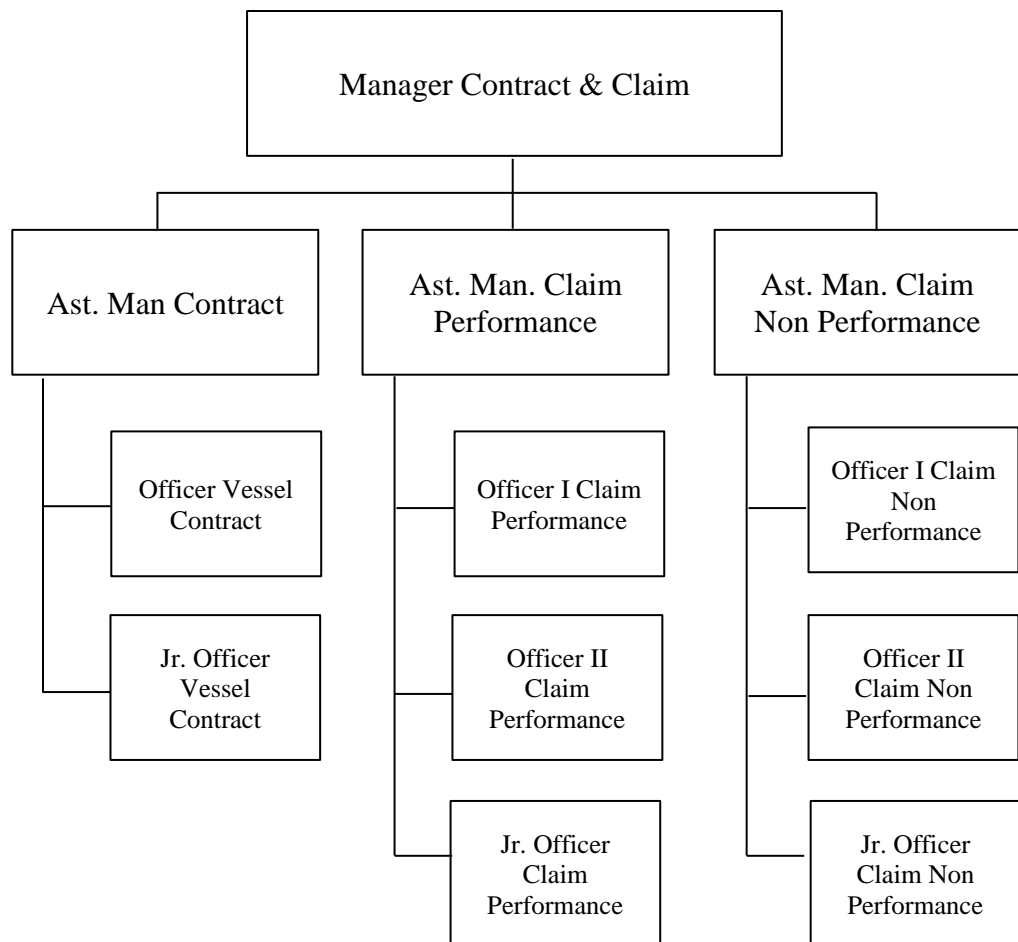 Manager Contract & Claim
Ast. Man Contract
Ast. Man. Claim
Performance
Ast. Man. Claim
Non Performance
Officer Vessel
Contract
Officer I Claim
Performance
Officer I Claim
Non
Performance
Jr. Officer
Vessel
Contract
Officer II
Claim
Performance
Officer II
Claim Non
Performance
Jr. Officer
Claim
Performance
Jr. Officer
Claim Non
Performance